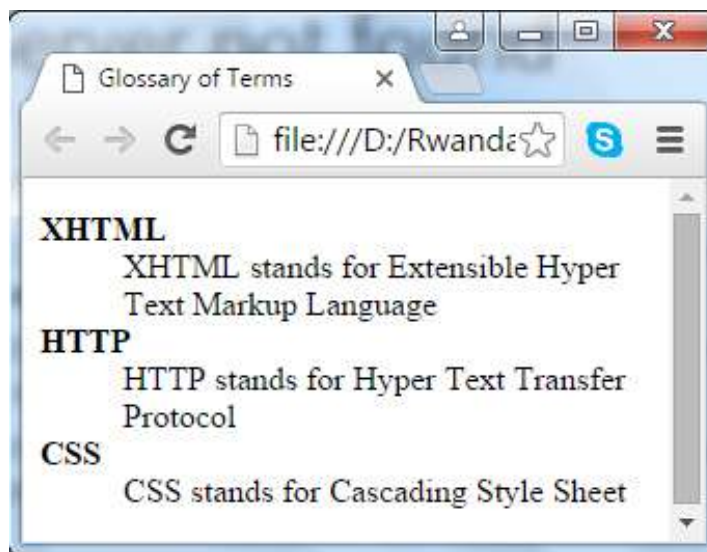 Glossary of Terms
file:///D:/Rwanda
XHTML
XHTML stands for Extensible Hyper
Text Markup Language
HTTP
HTTP stands for Hyper Text Transfer
Protocol
CSS
CSS stands for Cascading Style Sheet